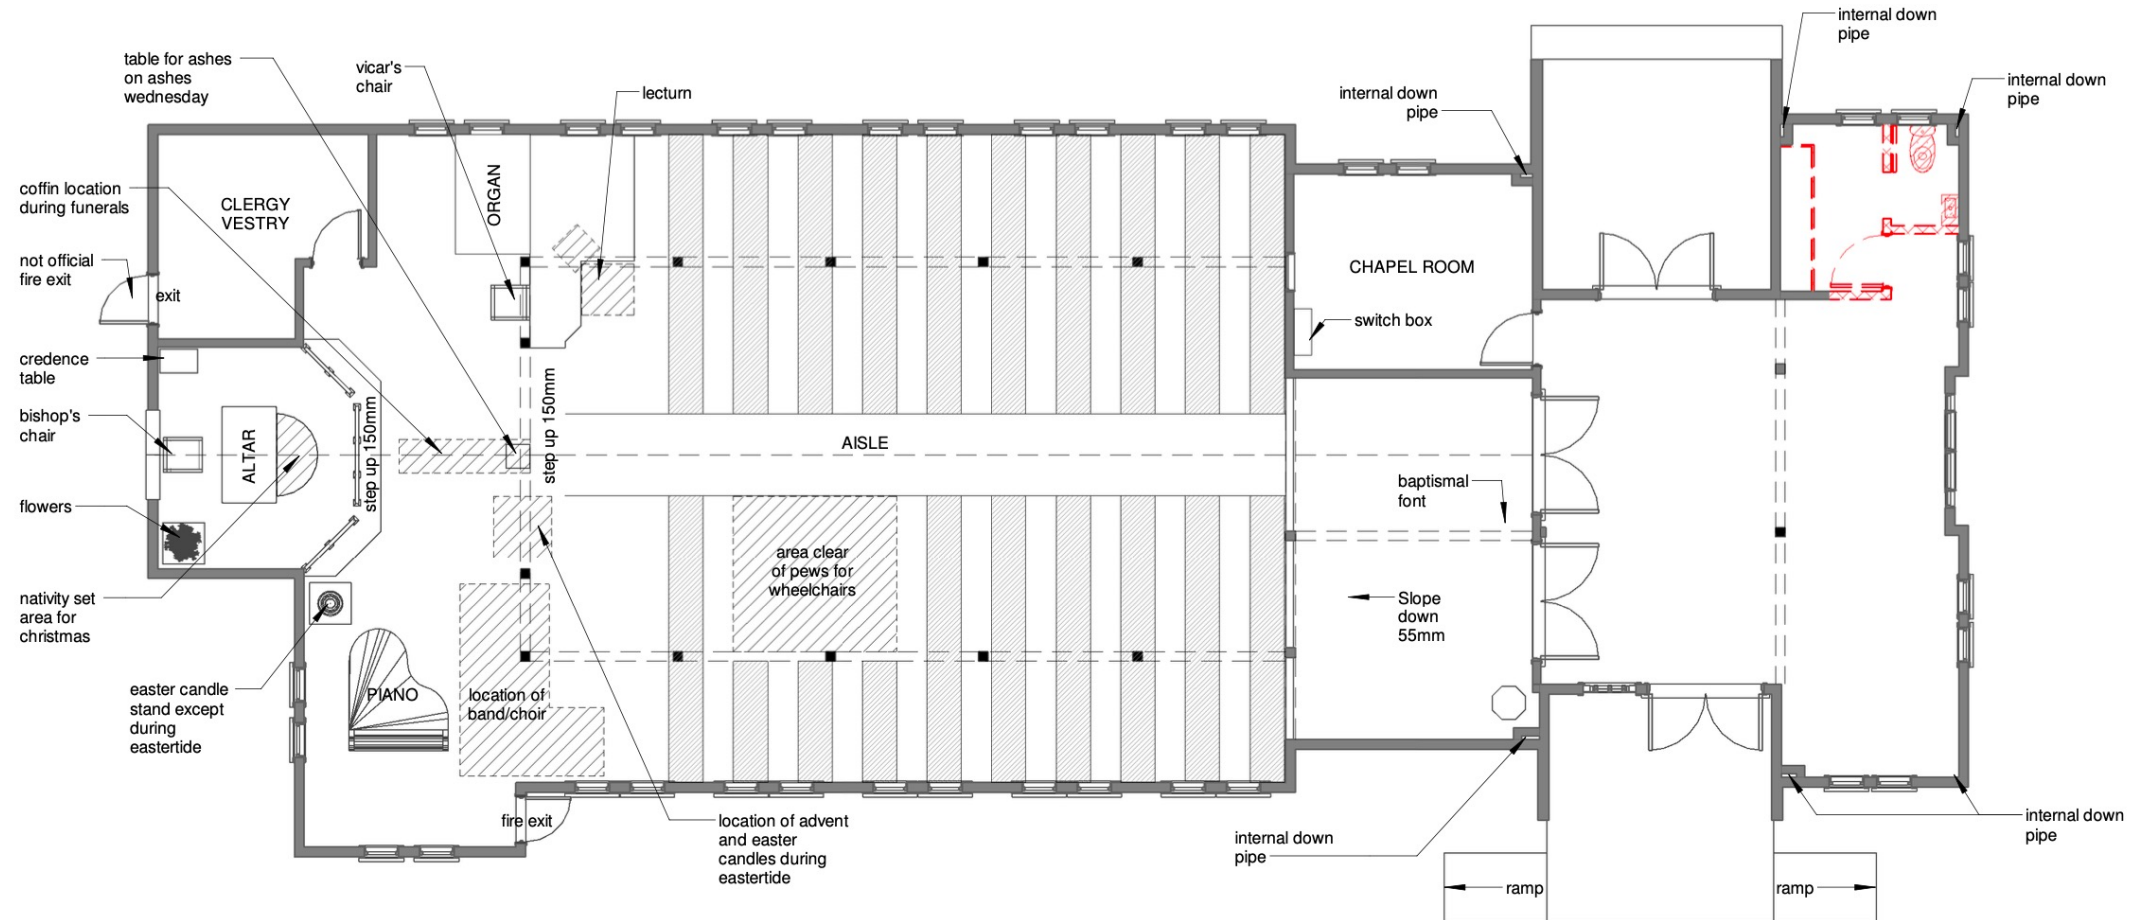 internal down
pipe
table for ashes
on ashes
wednesday
vicar's
chair
lecturn
internal down
pipe
internal down
pipe
coffin location
during funerals
CLERGY
VESTRY
ORGAN
not official
fire exit
exit
CHAPEL ROOM
switch box
credence
table
bishop's
chair
ALTAR
step up 150mm
step up 150mm
AISLE
flowers
baptismal
font
area clear
of pews for
wheelchairs
nativity set
area for
christmas
Slope
down
55mm
easter candle
stand except
during
eastertide
PIANO
location of
band/choir
fire exit
location of advent
and easter
candles during
eastertide
internal down
pipe
internal down
pipe
ramp
ramp